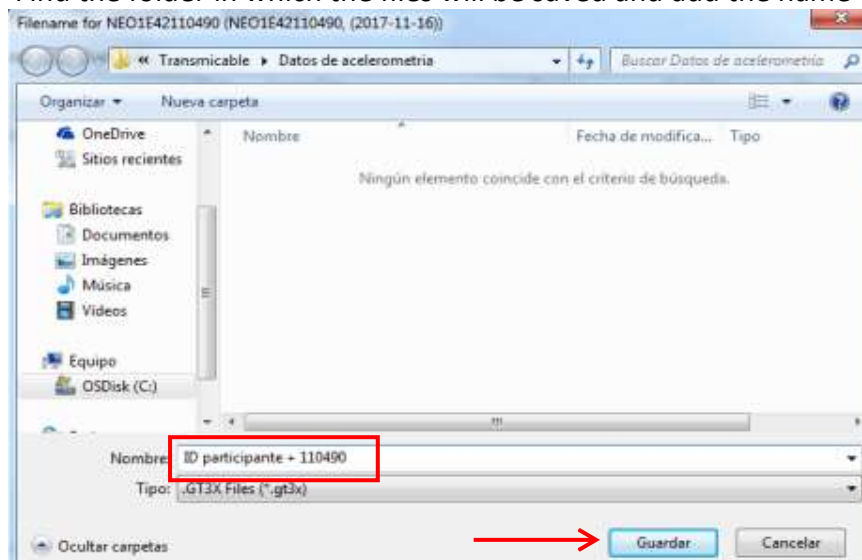 Find the folder in which the files will be saved and add the name
Filename for NEO1E42110490 (NEO1E42110490, (2017-11-16))
« Transmicable ▸ Datos de acelerometria
Buscar Datos de acelerometria
Organizar Nueva carpeta
OneDrive
Sitios recientes
Bibliotecas
Documentos
Imágenes
Música
Vídeos
Equipo
OSDisk (C:)
Nombre Fecha de modifica... Tipo
Ningún elemento coincide con el criterio de búsqueda.
Nombre: ID participante + 110490
Tipo: .GT3X Files (*.gt3x)
Ocultar carpetas Guardar Cancelar